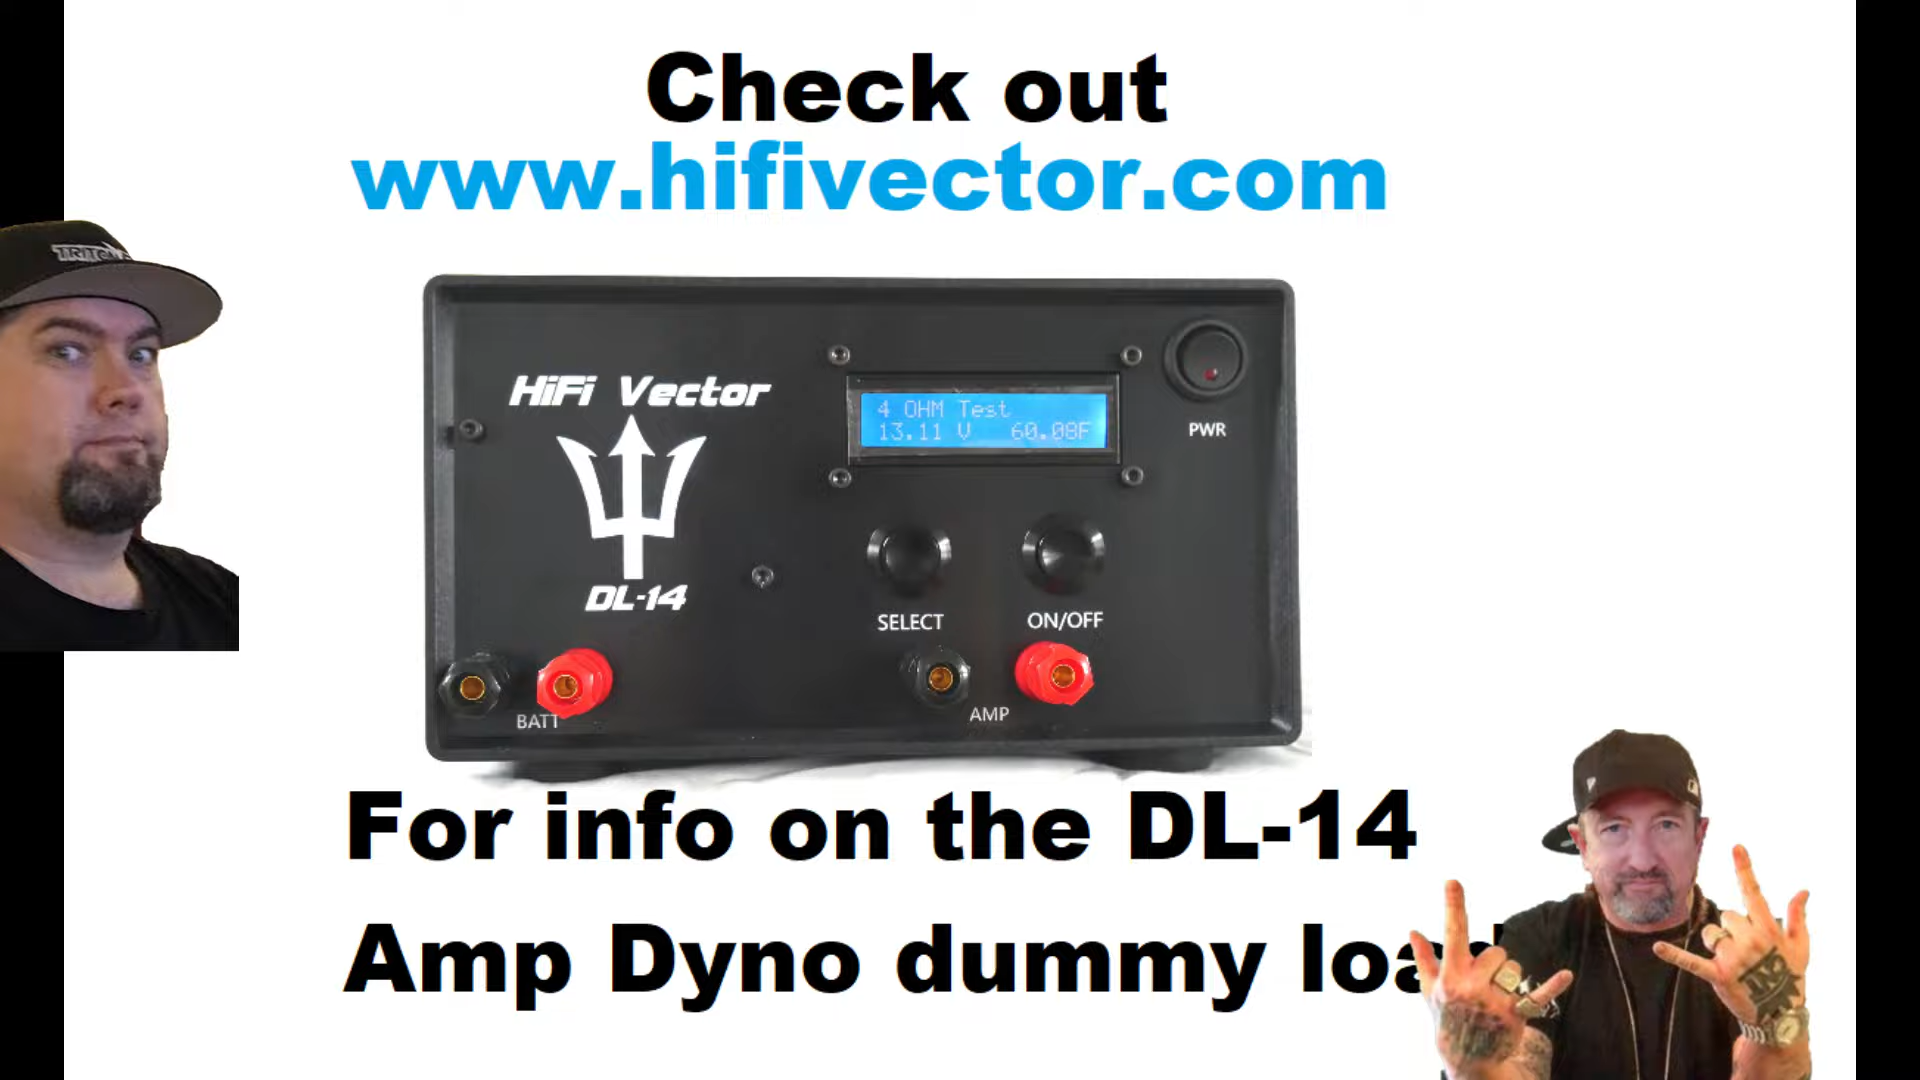 Check out
www.hifivector.com
HiFi Vector
4 OHM Test
13.11 V 60.08F
PWR
DL-14
SELECT ON/OFF
BATT
AMP
For info on the DL-14
Amp Dyno dummy load